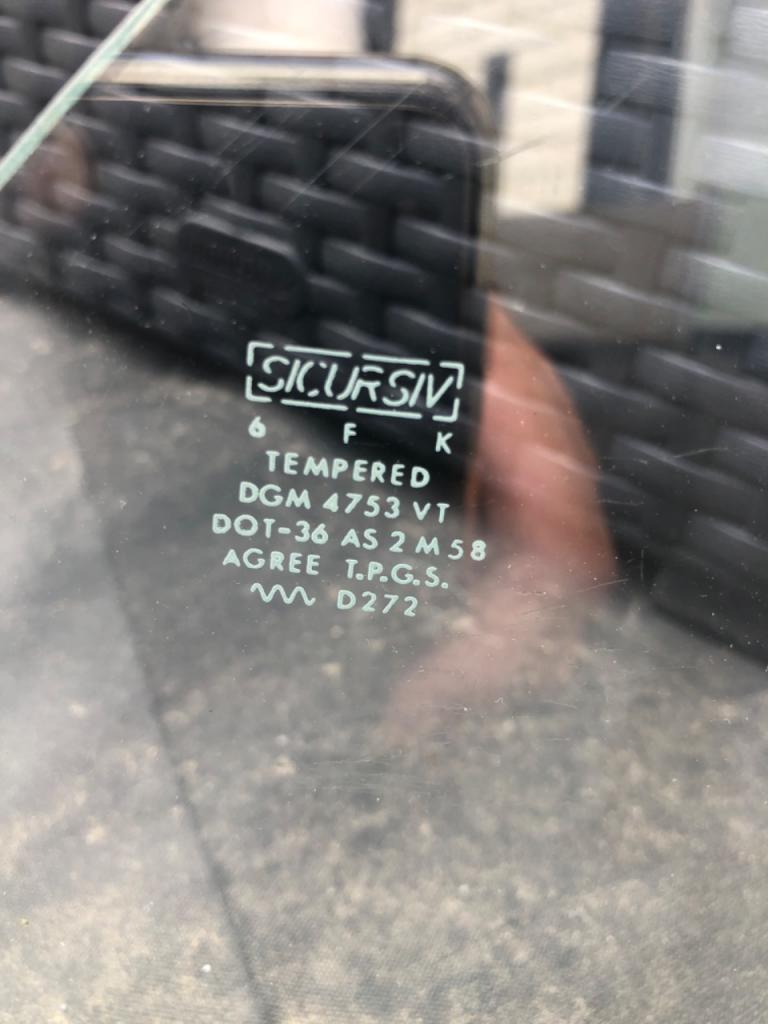 SICURSIV
6 F K
TEMPERED
DGM 4753 VT
DOT-36 AS 2 M 58
AGREE T.P.G.S.
D272